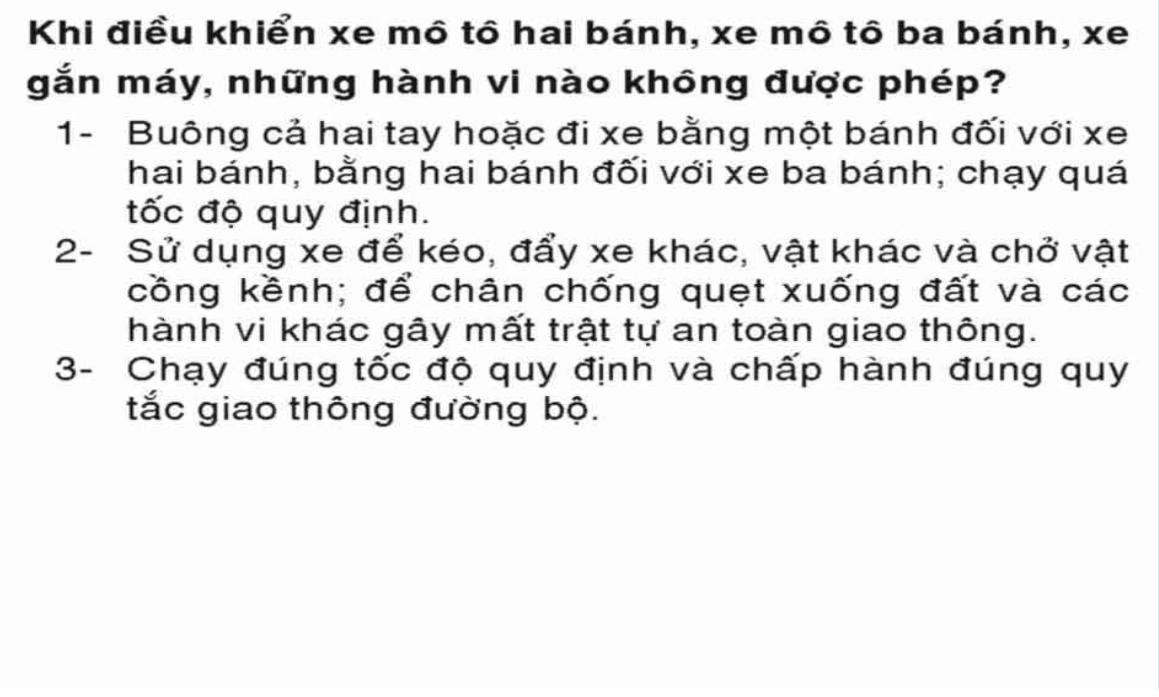 Khi điều khiển xe mô tô hai bánh, xe mô tô ba bánh, xe
gắn máy, những hành vi nào không được phép?
1- Buông cả hai tay hoặc đi xe bằng một bánh đối với xe
hai bánh, bằng hai bánh đối với xe ba bánh; chạy quá
tốc độ quy định.
2- Sử dụng xe để kéo, đẩy xe khác, vật khác và chở vật
cồng kềnh; để chân chống quẹt xuống đất và các
hành vi khác gây mất trật tự an toàn giao thông.
3- Chạy đúng tốc độ quy định và chấp hành đúng quy
tắc giao thông đường bộ.